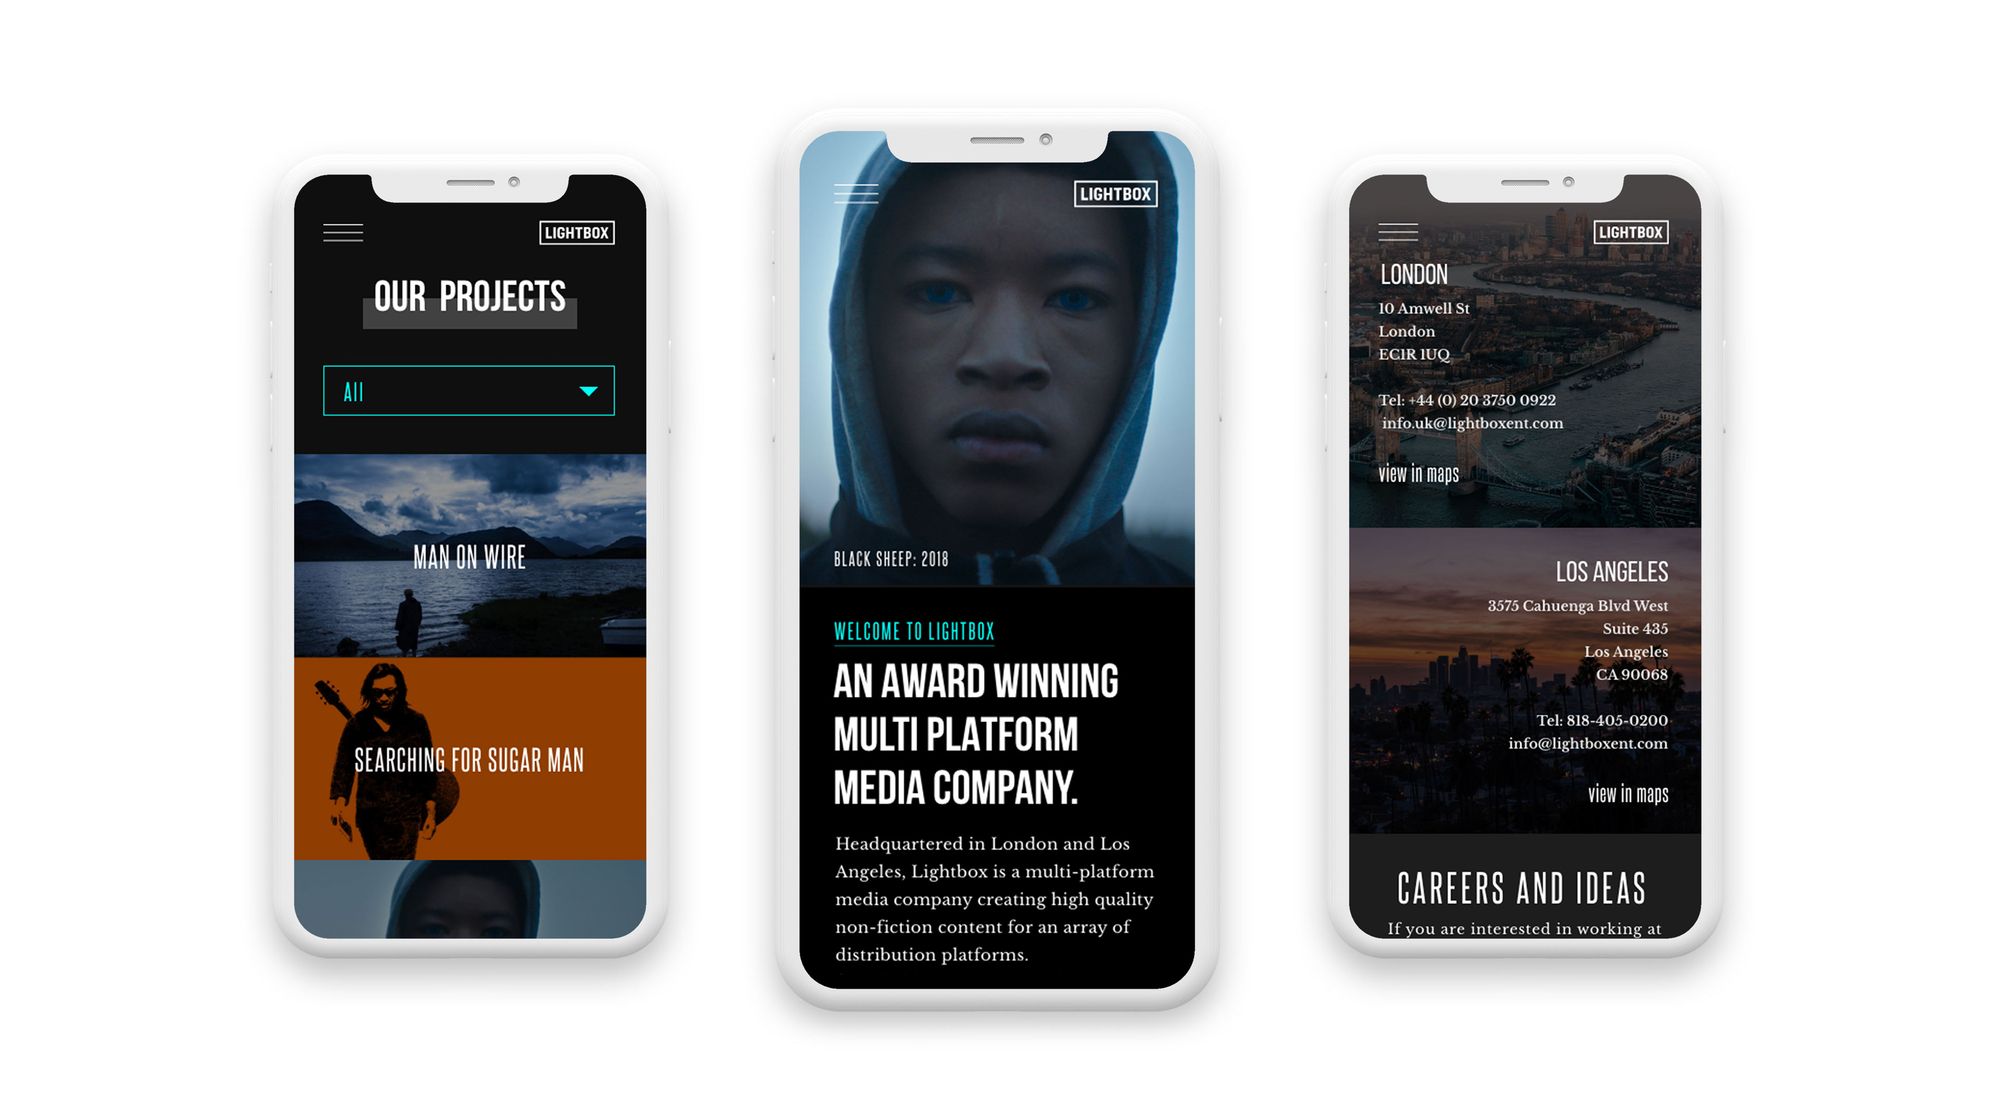 LIGHTBOX
OUR PROJECTS
All
MAN ON WIRE
SEARCHING FOR SUGAR MAN
LIGHTBOX
BLACK SHEEP: 2018
WELCOME TO LIGHTBOX
AN AWARD WINNING
MULTI PLATFORM
MEDIA COMPANY.
Headquartered in London and Los
Angeles, Lightbox is a multi-platform
media company creating high quality
non-fiction content for an array of
distribution platforms.
LIGHTBOX
LONDON
10 Amwell St
London
EC1R 1UQ
Tel: +44 (0) 20 3750 0922
info.uk@lightboxent.com
view in maps
LOS ANGELES
3575 Cahuenga Blvd West
Suite 435
Los Angeles
CA 90068
Tel: 818-405-0200
info@lightboxent.com
view in maps
CAREERS AND IDEAS
If you are interested in working at